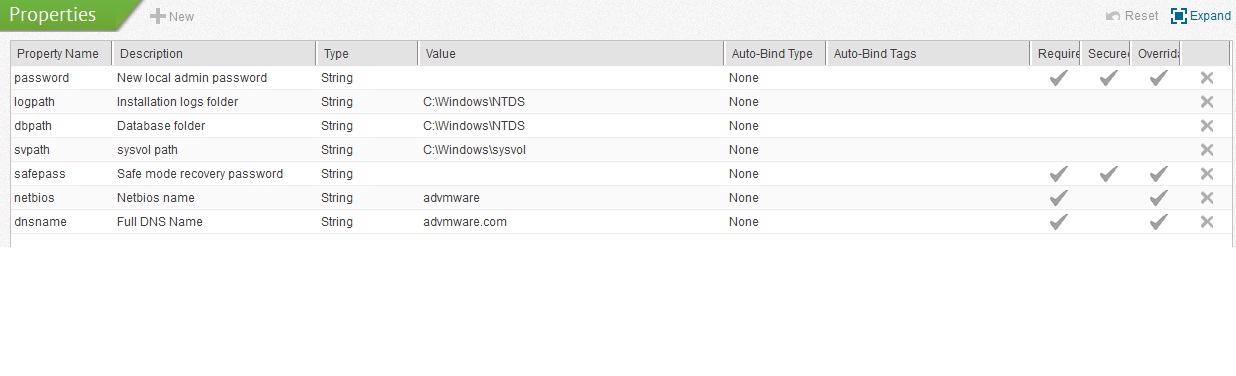 Properties New Reset Expand
Property Name Description Type Value Auto-Bind Type Auto-Bind Tags Require Secured Overrida
password New local admin password String None
logpath Installation logs folder String C:\Windows\NTDS None
dbpath Database folder String C:\Windows\NTDS None
svpath sysvol path String C:\Windows\sysvol None
safepass Safe mode recovery password String None
netbios Netbios name String advmware None
dnsname Full DNS Name String advmware.com None